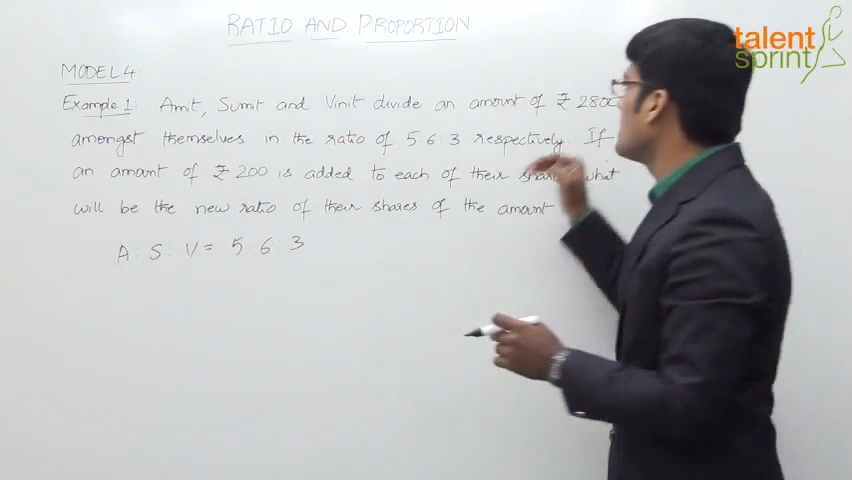 RATIO AND PROPORTION
talent
sprint
MODEL 4:
Example 1: Amit, Sumit and Vinit divide an amount of ₹ 2800
amongst themselves in the ratio of 5 6 : 3 respectively. If
an amount of ₹ 200 is added to each of their share, what
will be the new ratio of their shares of the amount
A : S : V = 5 : 6 : 3